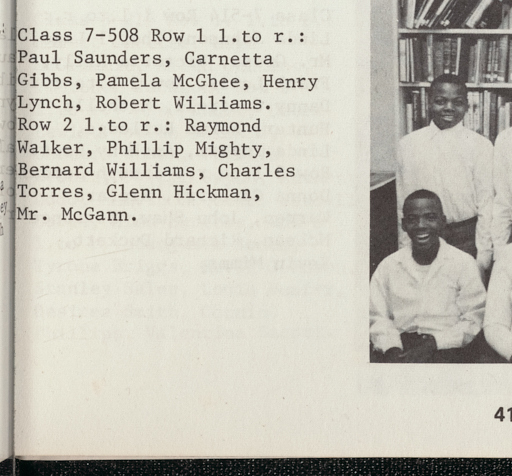 Class 7-508 Row 1 l.to r.:
Paul Saunders, Carnetta
Gibbs, Pamela McGhee, Henry
Lynch, Robert Williams.
Row 2 l.to r.: Raymond
Walker, Phillip Mighty,
Bernard Williams, Charles
Torres, Glenn Hickman,
Mr. McGann.
41